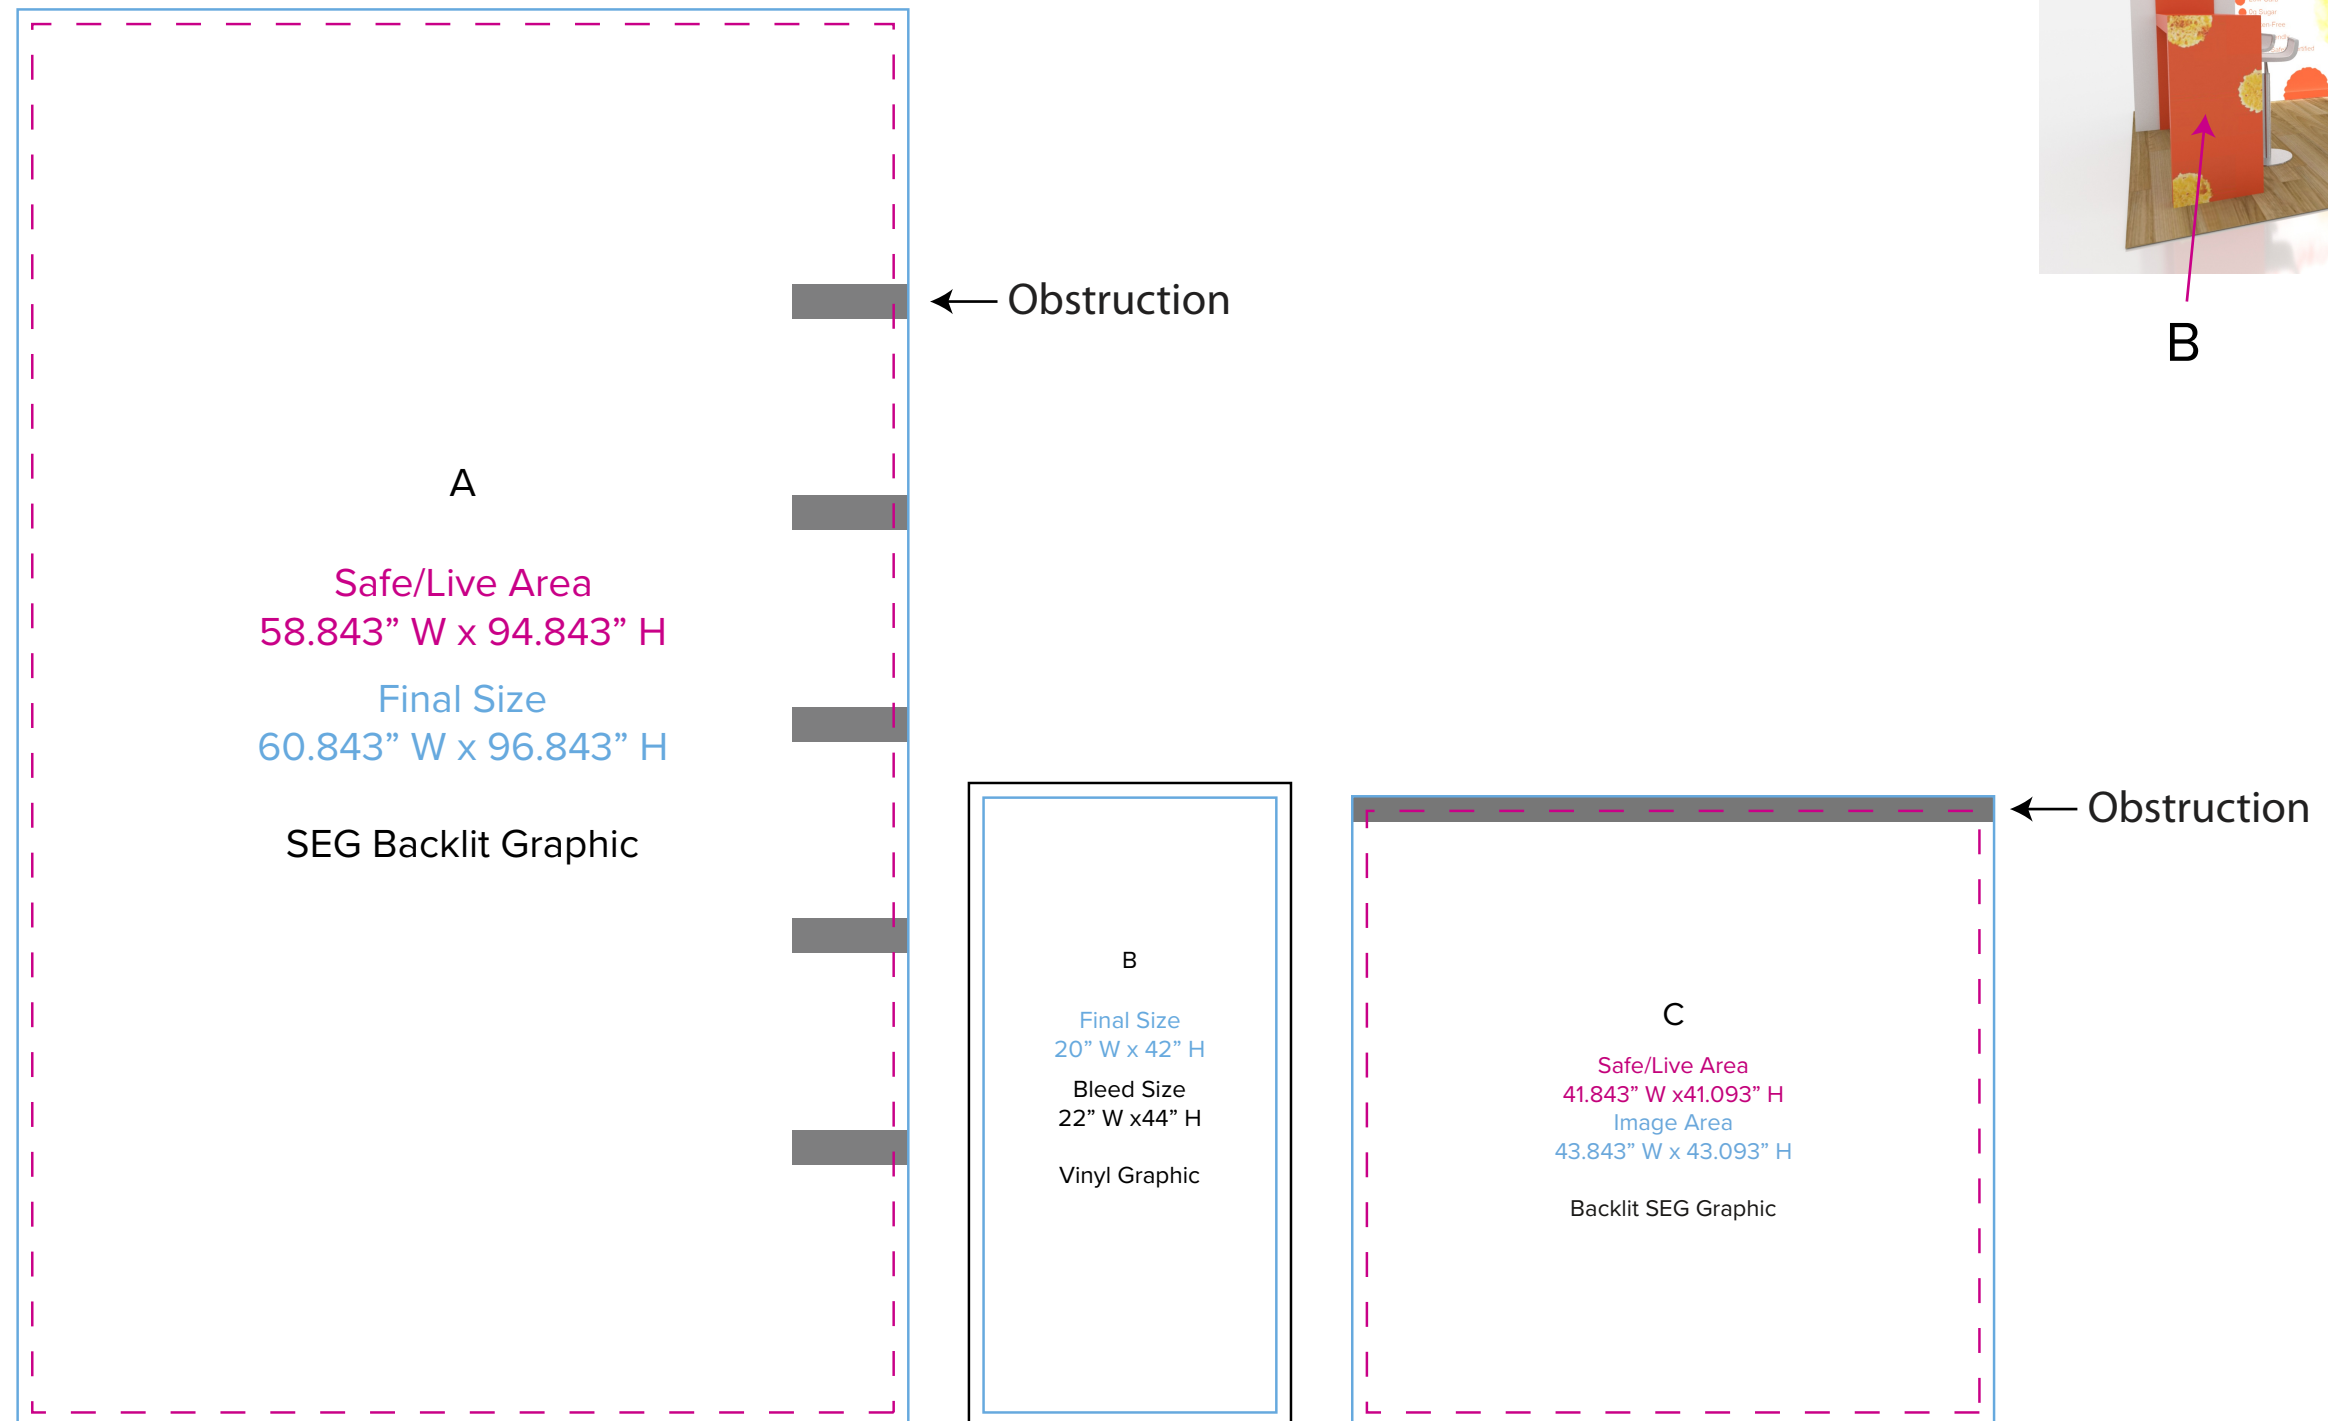 Go Sugar
Obstruction
B
A
Safe/Live Area
58.843” W x 94.843” H
Final Size
60.843” W x 96.843” H
SEG Backlit Graphic
Obstruction
B
Final Size
20” W x 42” H
Bleed Size
22” W x44” H
Vinyl Graphic
C
Safe/Live Area
41.843” W x41.093” H
Image Area
43.843” W x 43.093” H
Backlit SEG Graphic